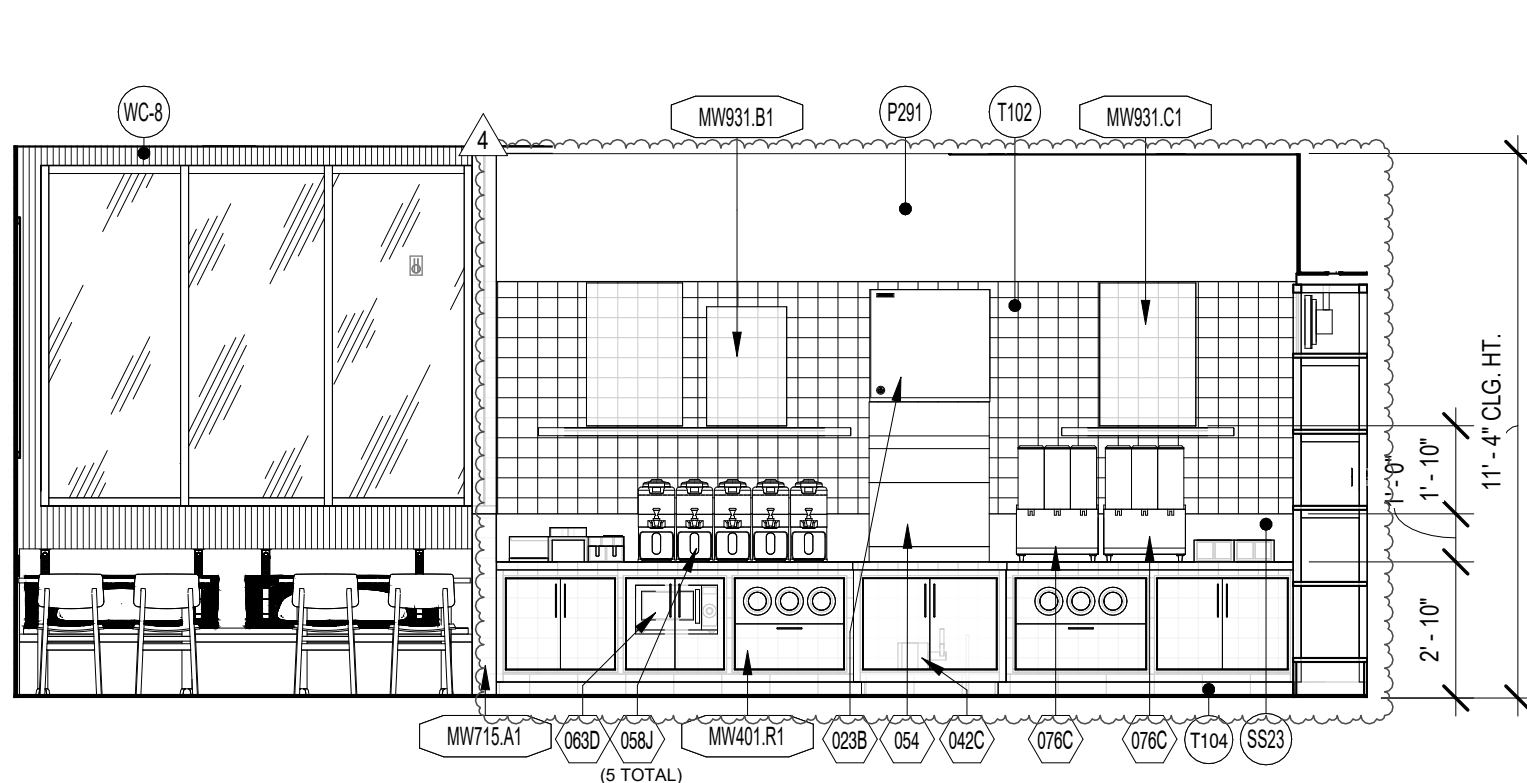 WC-8
4
MW931.B1
P291
T102
MW931.C1
11' - 4" CLG. HT.
1' - 10"
1' - 0"
2' - 10"
MW715.A1
063D
058J
(5 TOTAL)
MW401.R1
023B
054
042C
076C
076C
T104
SS23